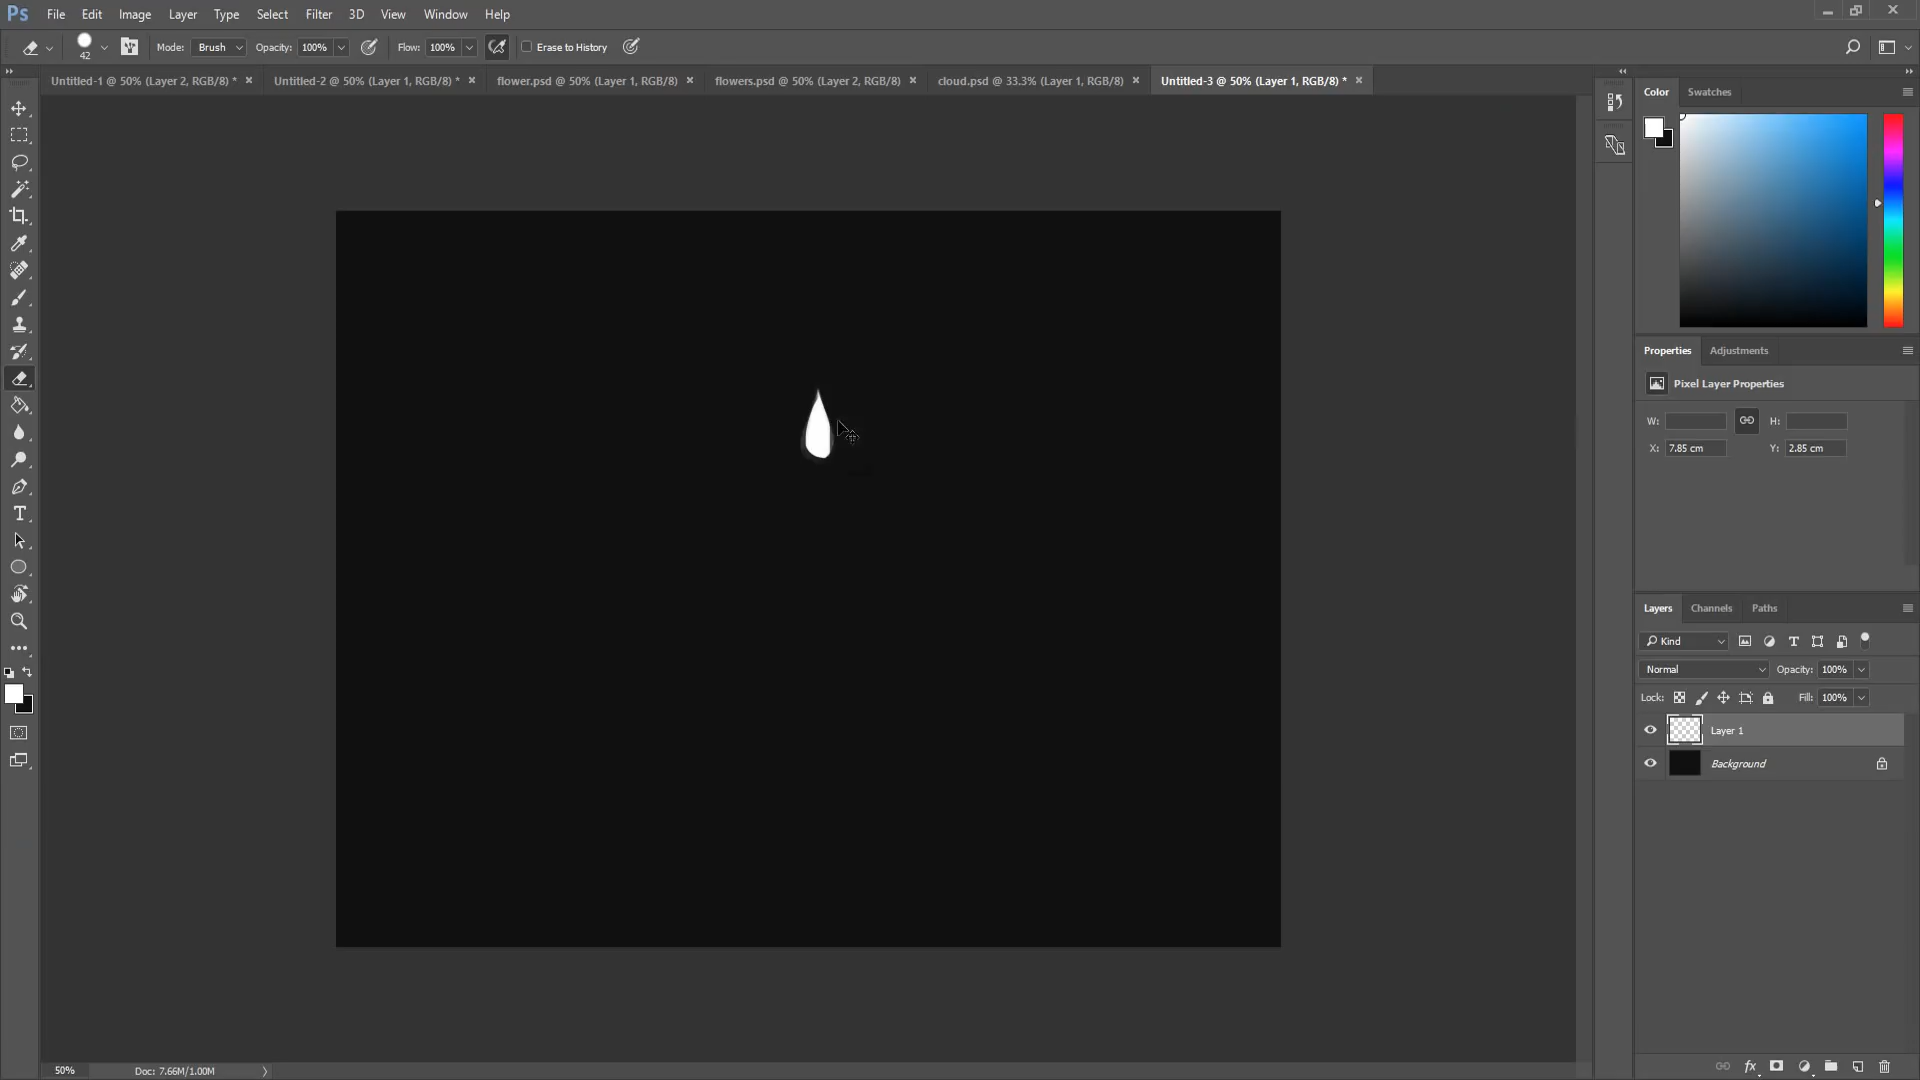 Ps File Edit Image Layer Type Select Filter 3D View Window Help
42 Mode: Brush Opacity: 100% Flow: 100% Erase to History
Untitled-1 @ 50% (Layer 2, RGB/8) * × Untitled-2 @ 50% (Layer 1, RGB/8) * × flower.psd @ 50% (Layer 1, RGB/8) × flowers.psd @ 50% (Layer 2, RGB/8) × cloud.psd @ 33.3% (Layer 1, RGB/8) × Untitled-3 @ 50% (Layer 1, RGB/8) * ×
Color Swatches
Properties Adjustments
Pixel Layer Properties
W: H:
X: 7.85 cm Y: 2.85 cm
Layers Channels Paths
Kind
Normal Opacity: 100%
Lock: Fill: 100%
Layer 1
Background
50% Doc: 7.66M/1.00M